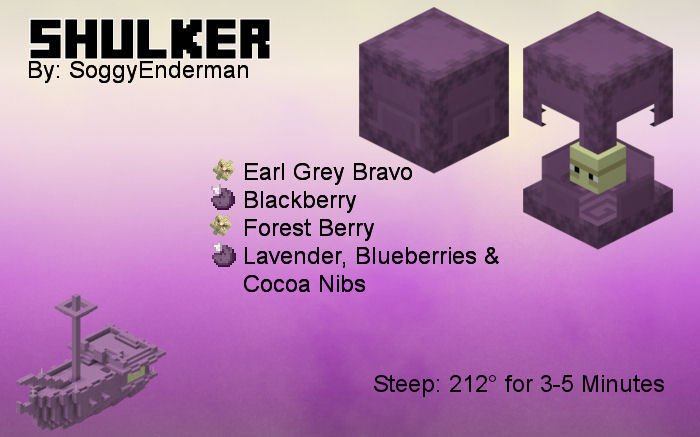 SHULKER
By: SoggyEnderman
Earl Grey Bravo
Blackberry
Forest Berry
Lavender, Blueberries &
Cocoa Nibs
Steep: 212° for 3-5 Minutes